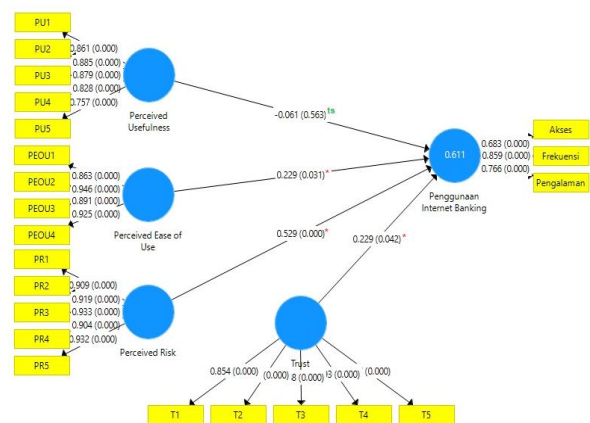 PU1
PU2
PU3
PU4
PU5
0.861 (0.000)
0.885 (0.000)
0.879 (0.000)
0.828 (0.000)
0.757 (0.000)
Perceived
Usefulness
-0.061 (0.563)ts
PEOU1
PEOU2
PEOU3
PEOU4
0.863 (0.000)
0.946 (0.000)
0.891 (0.000)
0.925 (0.000)
Perceived Ease of
Use
0.229 (0.031)*
PR1
PR2
PR3
PR4
PR5
0.909 (0.000)
0.919 (0.000)
0.933 (0.000)
0.904 (0.000)
0.932 (0.000)
Perceived Risk
0.529 (0.000)*
0.229 (0.042)*
0.611
Penggunaan
Internet Banking
0.683 (0.000)
0.859 (0.000)
0.766 (0.000)
Akses
Frekuensi
Pengalaman
Trust
0.854 (0.000)
(0.000)
8 (0.000)
3 (0.000)
(0.000)
T1
T2
T3
T4
T5